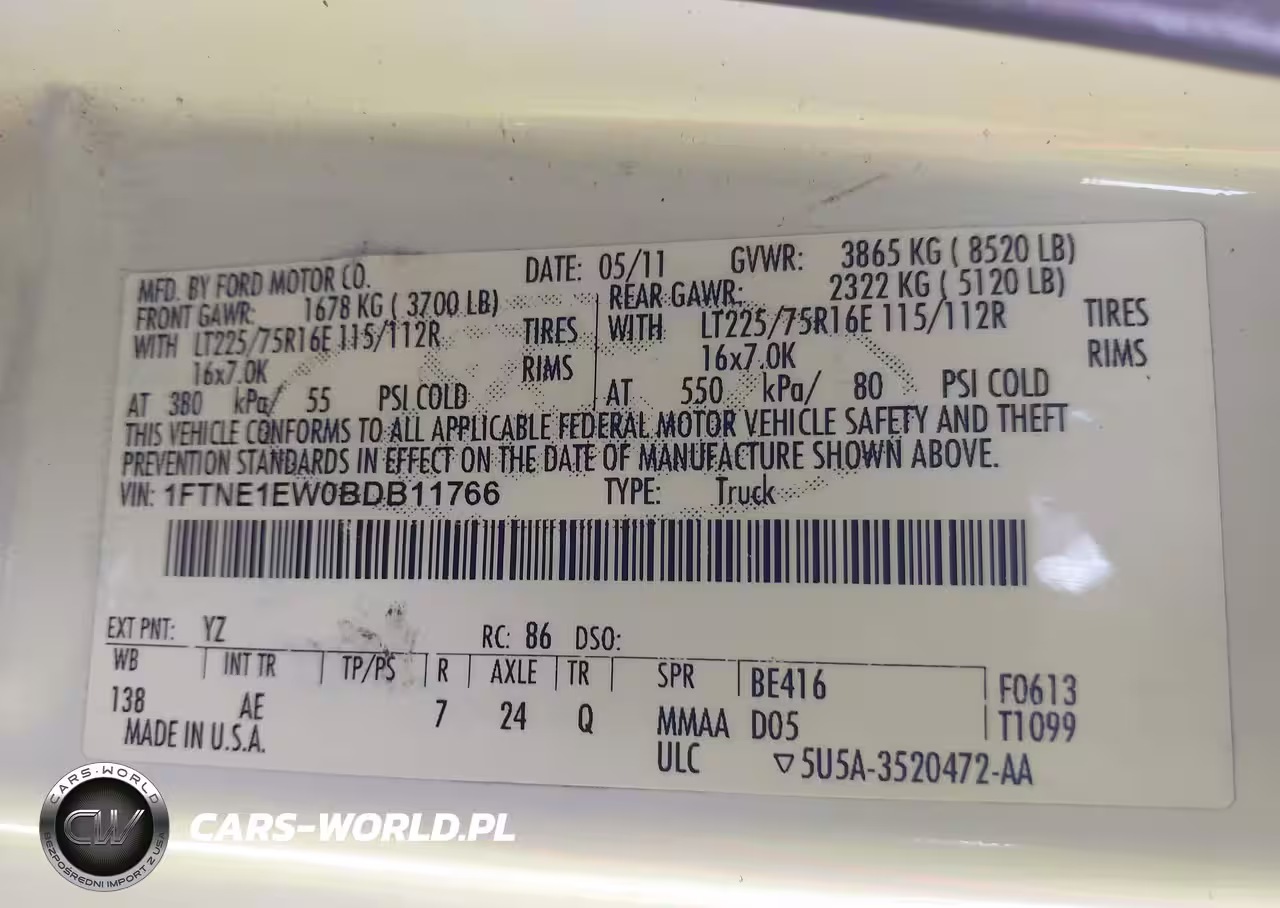 MFD. BY FORD MOTOR CO. DATE: 05/11 GVWR: 3865 KG ( 8520 LB)
FRONT GAWR: 1678 KG ( 3700 LB) REAR GAWR: 2322 KG ( 5120 LB)
WITH LT225/75R16E 115/112R TIRES WITH LT225/75R16E 115/112R TIRES
16x7.0K RIMS 16x7.0K RIMS
AT 380 kPa/ 55 PSI COLD AT 550 kPa/ 80 PSI COLD
THIS VEHICLE CONFORMS TO ALL APPLICABLE FEDERAL MOTOR VEHICLE SAFETY AND THEFT
PREVENTION STANDARDS IN EFFECT ON THE DATE OF MANUFACTURE SHOWN ABOVE.
VIN: 1FTNE1EW0BDB11766 TYPE: Truck
EXT PNT: YZ RC: 86 DSO:
WB INT TR TP/PS R AXLE TR SPR BE416 F0613
138 AE 7 24 Q MMAA D05 T1099
MADE IN U.S.A. ULC ▽5U5A-3520472-AA
CARS-WORLD
CW
BEZPOŚREDNI IMPORT Z USA
CARS-WORLD.PL